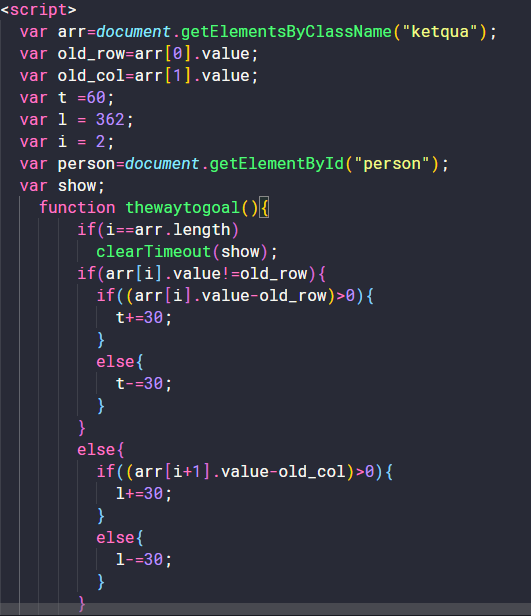 <script>
var arr=document.getElementsByClassName("ketqua");
var old_row=arr[0].value;
var old_col=arr[1].value;
var t =60;
var l = 362;
var i = 2;
var person=document.getElementById("person");
var show;
function thewaytogoal(){
if(i==arr.length)
clearTimeout(show);
if(arr[i].value!=old_row){
if((arr[i].value-old_row)>0){
t+=30;
}
else{
t-=30;
}
}
else{
if((arr[i+1].value-old_col)>0){
l+=30;
}
else{
l-=30;
}
}